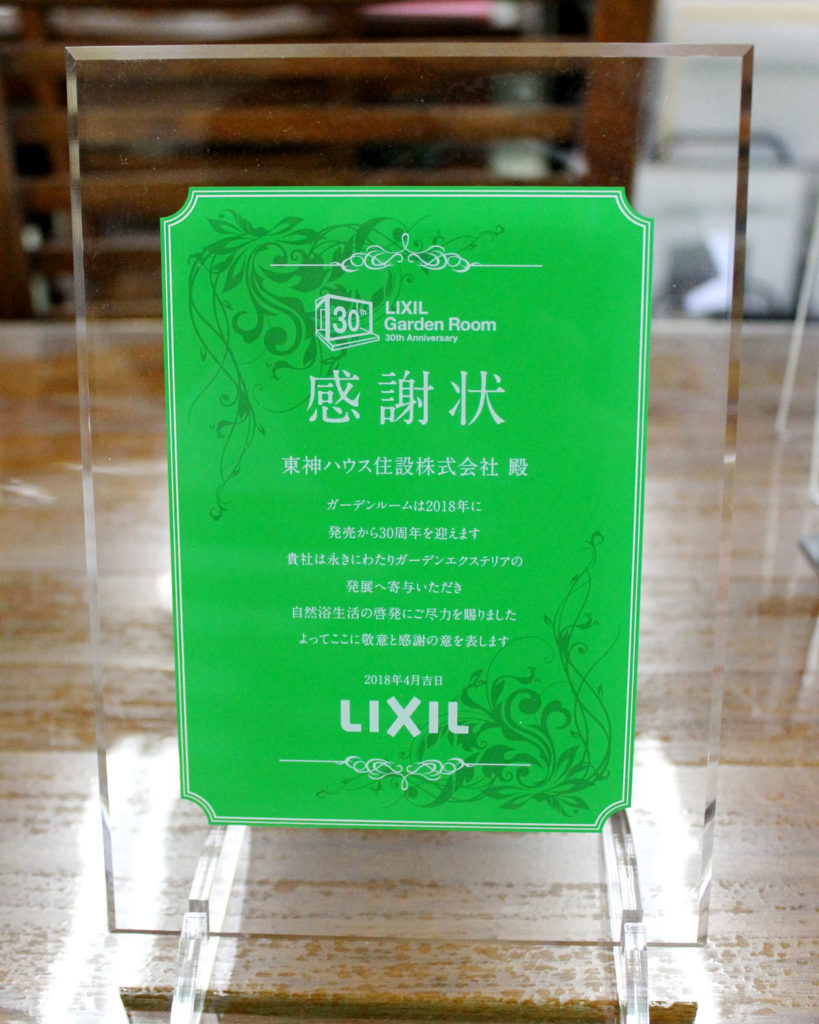 30th
LIXIL
Garden Room
30th Anniversary
感謝状
東神ハウス住設株式会社 殿
ガーデンルームは2018年に
発売から30周年を迎えます
貴社は永きにわたりガーデンエクステリアの
発展へ寄与いただき
自然浴生活の啓発にご尽力を賜りました
よってここに敬意と感謝の意を表します
2018年4月吉日
LIXIL